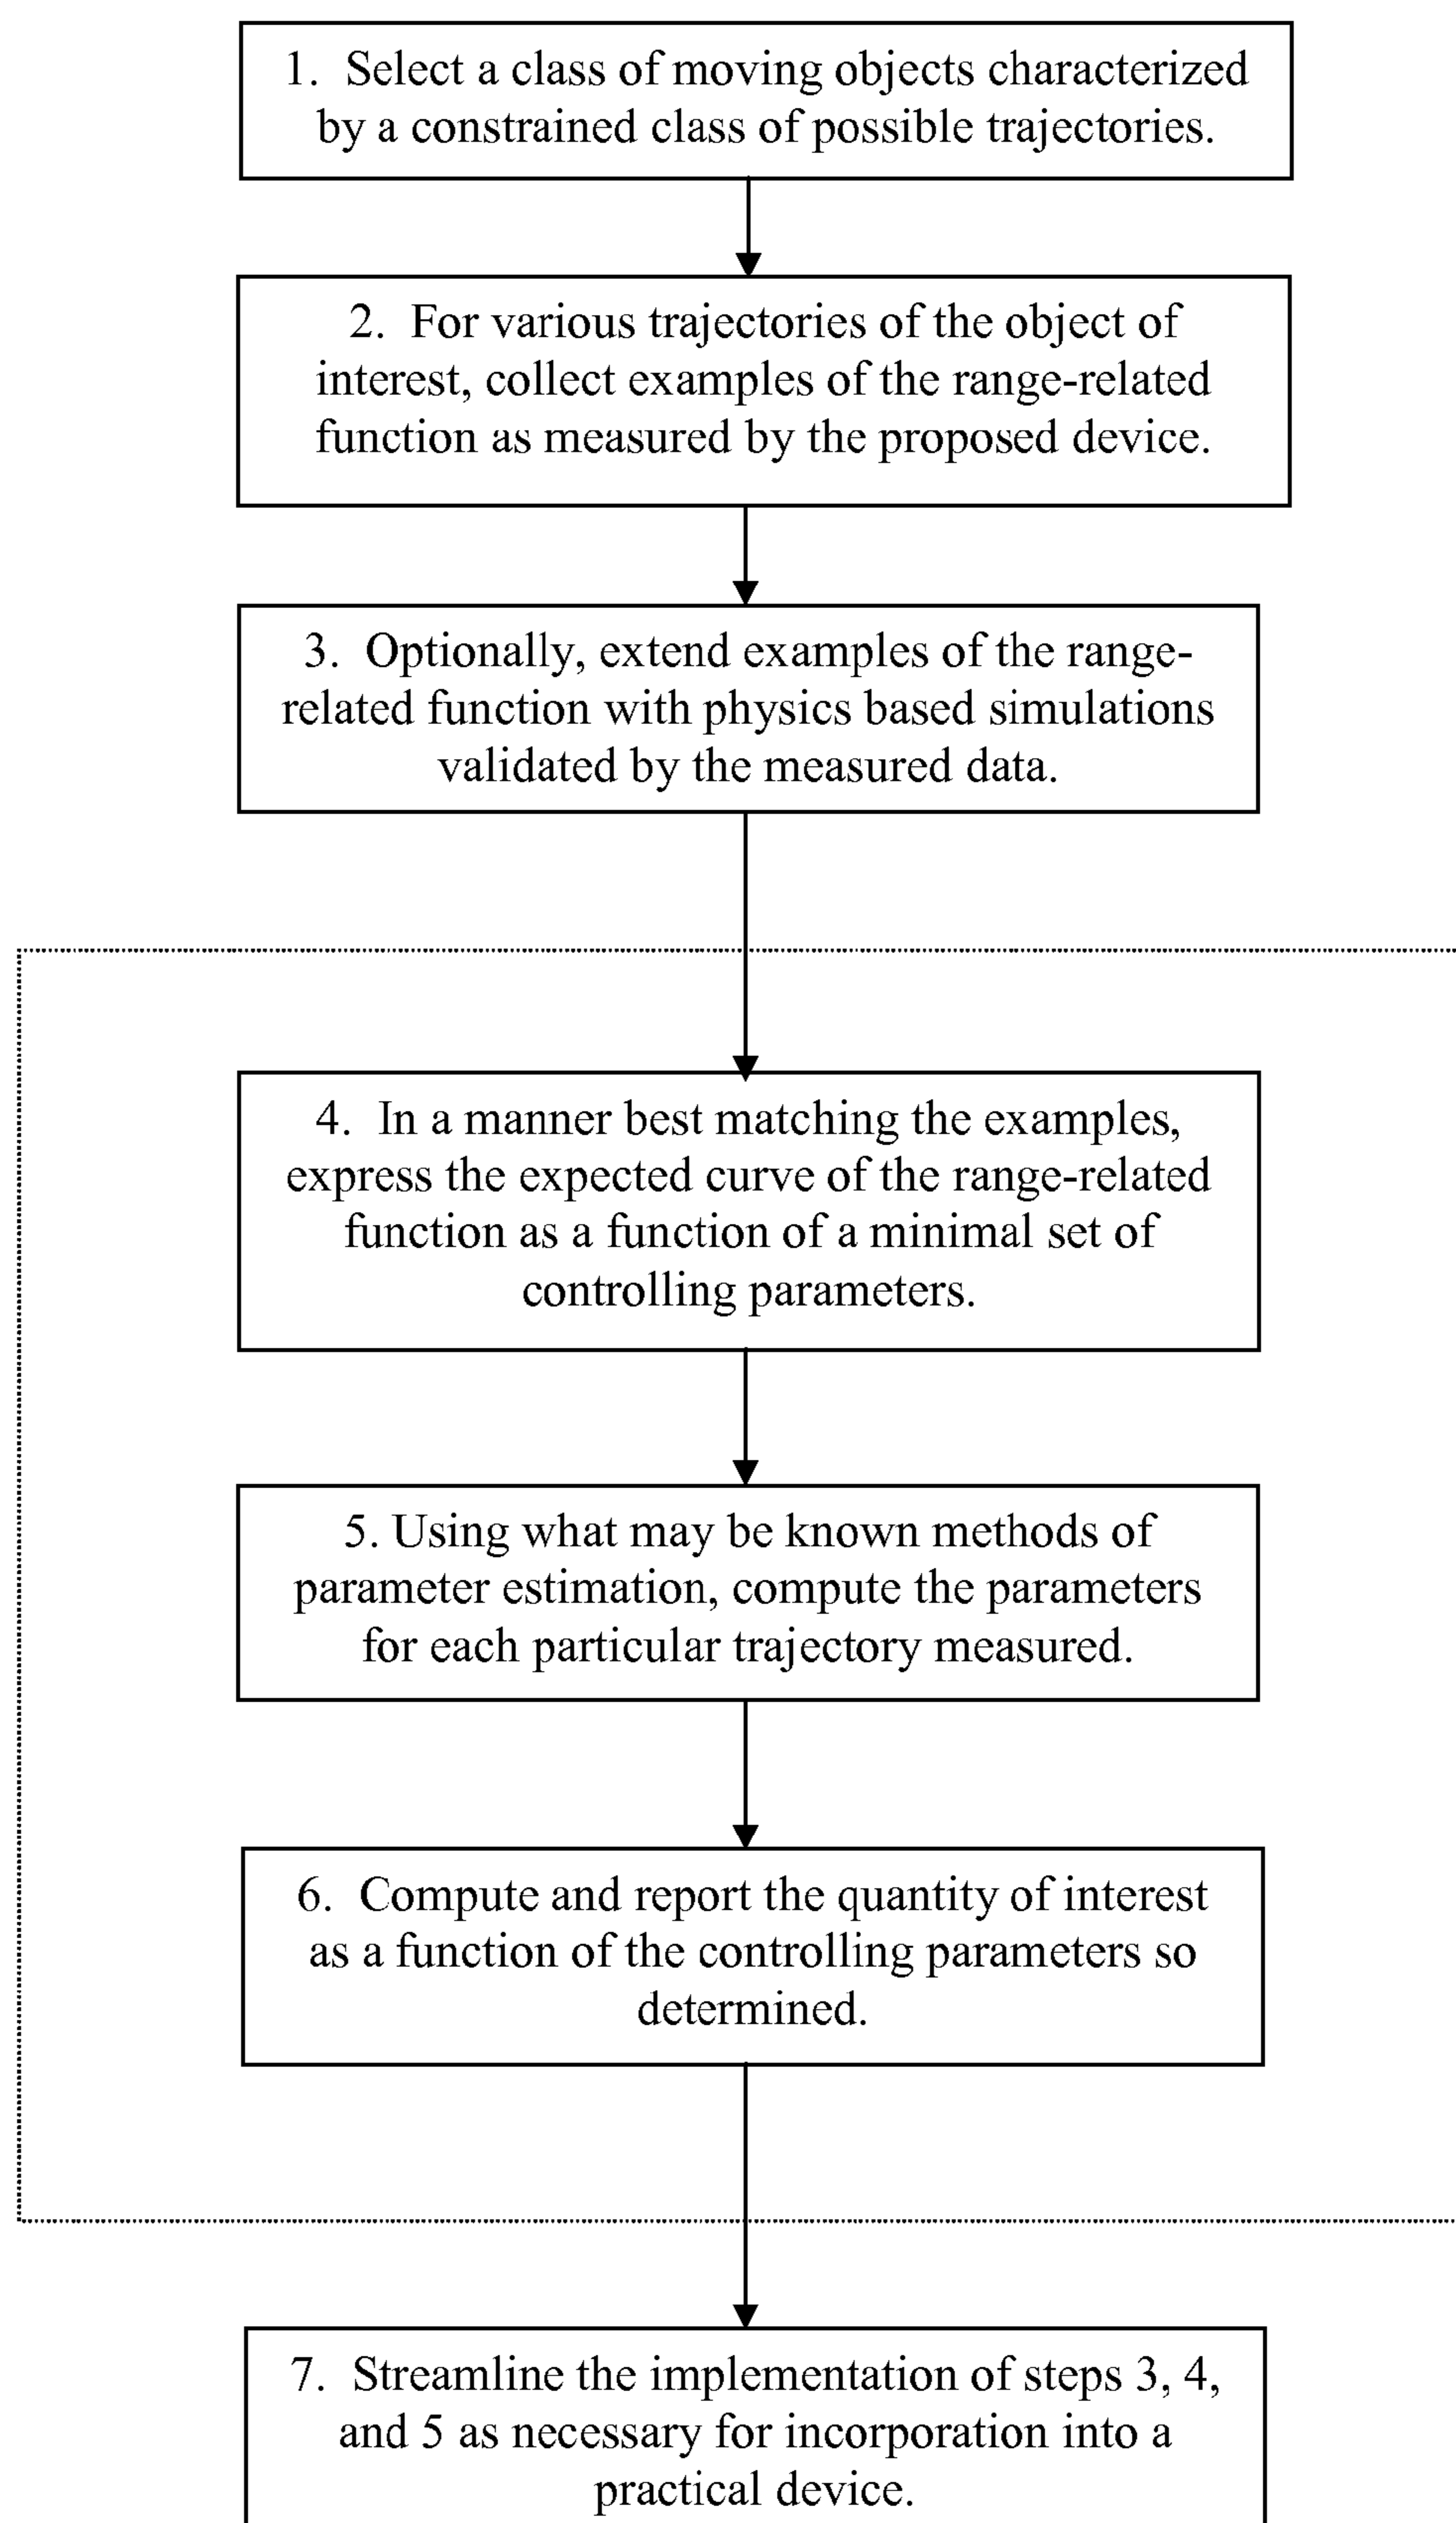 1. Select a class of moving objects characterized
by a constrained class of possible trajectories.
2. For various trajectories of the object of
interest, collect examples of the range-related
function as measured by the proposed device.
3. Optionally, extend examples of the range-
related function with physics based simulations
validated by the measured data.
4. In a manner best matching the examples,
express the expected curve of the range-related
function as a function of a minimal set of
controlling parameters.
5. Using what may be known methods of
parameter estimation, compute the parameters
for each particular trajectory measured.
6. Compute and report the quantity of interest
as a function of the controlling parameters so
determined.
7. Streamline the implementation of steps 3, 4,
and 5 as necessary for incorporation into a
practical device.